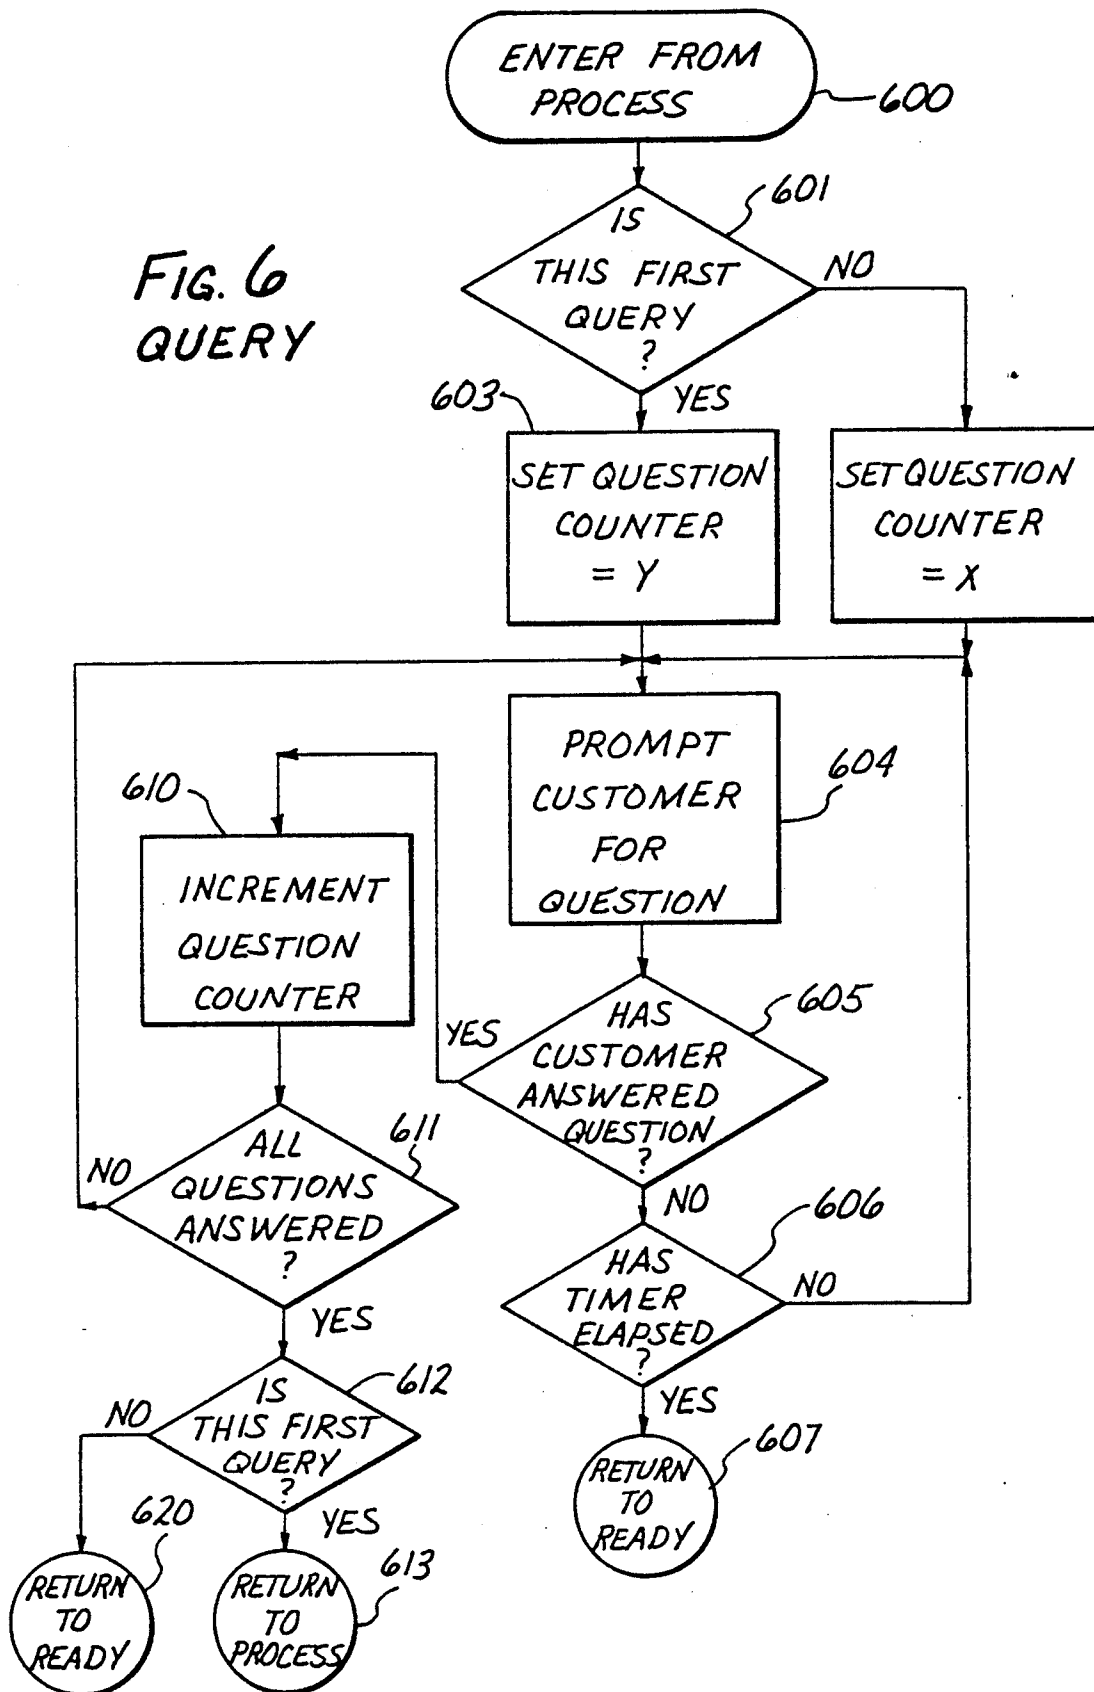 ENTER FROM
PROCESS
600
FIG. 6
QUERY
601
IS
THIS FIRST
QUERY
?
NO
YES
603
SET QUESTION
COUNTER
= Y
SET QUESTION
COUNTER
= X
PROMPT
CUSTOMER
FOR
QUESTION
604
610
INCREMENT
QUESTION
COUNTER
605
HAS
CUSTOMER
ANSWERED
QUESTION
?
YES
NO
611
ALL
QUESTIONS
ANSWERED
?
NO
YES
606
HAS
TIMER
ELAPSED
?
NO
YES
607
RETURN
TO
READY
612
IS
THIS FIRST
QUERY
?
NO
YES
620
RETURN
TO
READY
613
RETURN
TO
PROCESS